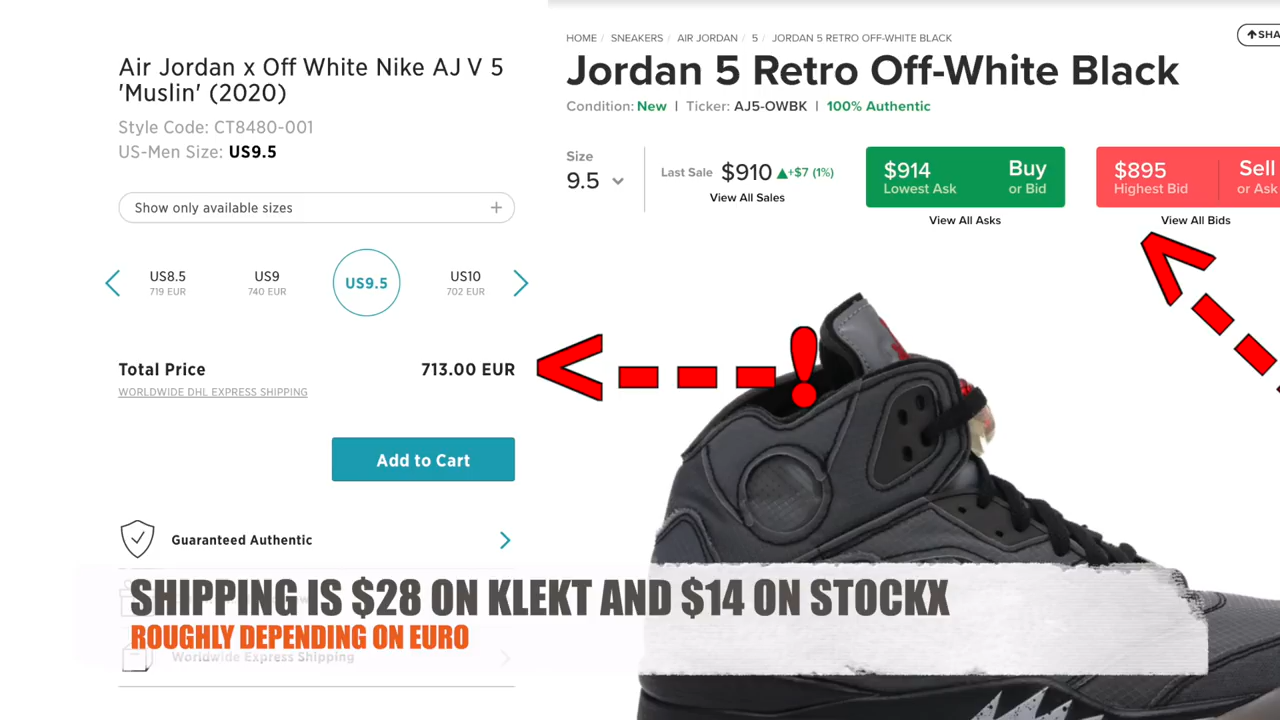 Air Jordan x Off White Nike AJ V 5
'Muslin' (2020)
Style Code: CT8480-001
US-Men Size: US9.5
Show only available sizes
US8.5
719 EUR
US9
740 EUR
US9.5
US10
702 EUR
Total Price
713.00 EUR
WORLDWIDE DHL EXPRESS SHIPPING
Add to Cart
Guaranteed Authentic
Worldwide Express Shipping
HOME / SNEAKERS / AIR JORDAN / 5 / JORDAN 5 RETRO OFF-WHITE BLACK
SHA
Jordan 5 Retro Off-White Black
Condition: New | Ticker: AJ5-OWBK | 100% Authentic
Size
9.5
Last Sale $910 ▲+$7 (1%)
View All Sales
$914
Lowest Ask
Buy
or Bid
View All Asks
$895
Highest Bid
Sell
or Ask
View All Bids
SHIPPING IS $28 ON KLEKT AND $14 ON STOCKX
ROUGHLY DEPENDING ON EURO